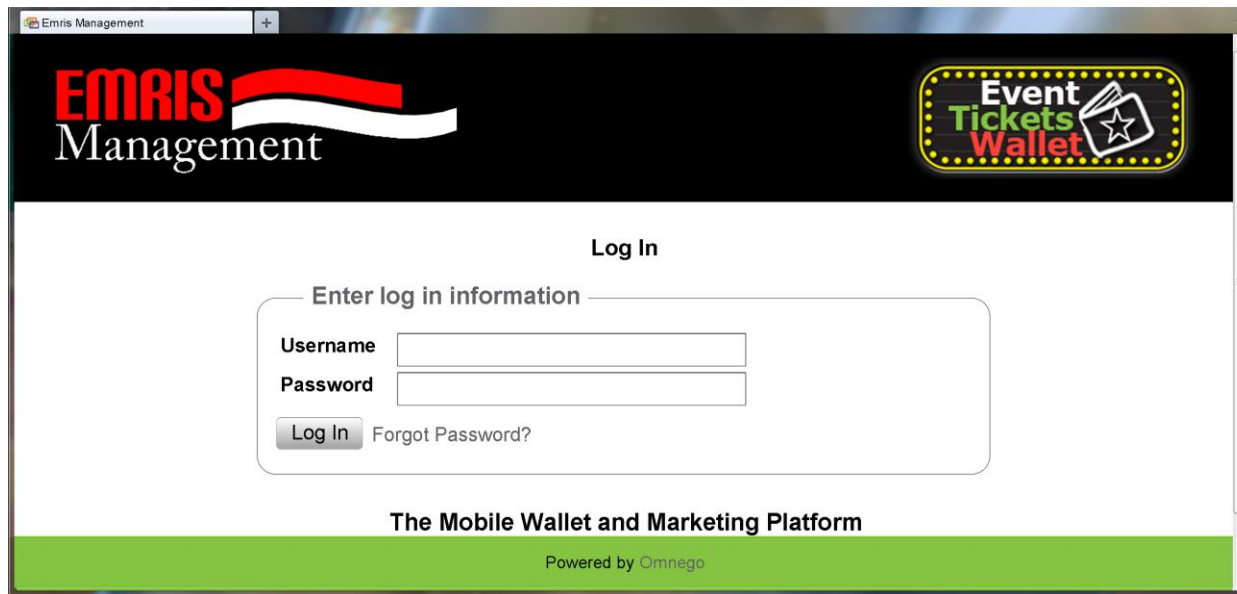 Emris Management
+
EMRIS
Management
Event
Tickets
Wallet
Log In
Enter log in information
Username
Password
Log In Forgot Password?
The Mobile Wallet and Marketing Platform
Powered by Omnego